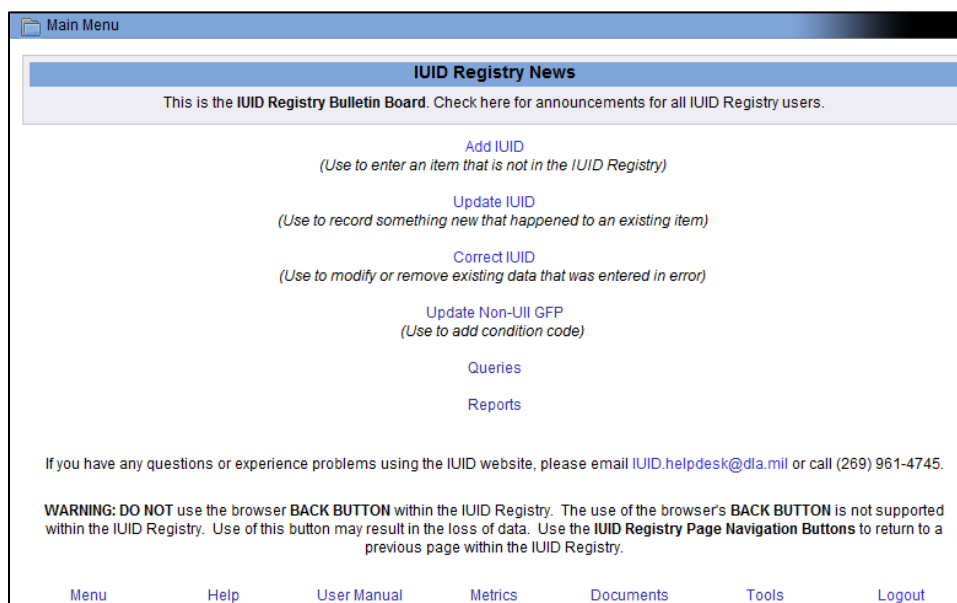 Main Menu
IUID Registry News
This is the IUID Registry Bulletin Board. Check here for announcements for all IUID Registry users.
Add IUID
(Use to enter an item that is not in the IUID Registry)
Update IUID
(Use to record something new that happened to an existing item)
Correct IUID
(Use to modify or remove existing data that was entered in error)
Update Non-UII GFP
(Use to add condition code)
Queries
Reports
If you have any questions or experience problems using the IUID website, please email IUID.helpdesk@dla.mil or call (269) 961-4745.
WARNING: DO NOT use the browser BACK BUTTON within the IUID Registry. The use of the browser's BACK BUTTON is not supported
within the IUID Registry. Use of this button may result in the loss of data. Use the IUID Registry Page Navigation Buttons to return to a
previous page within the IUID Registry.
Menu Help User Manual Metrics Documents Tools Logout